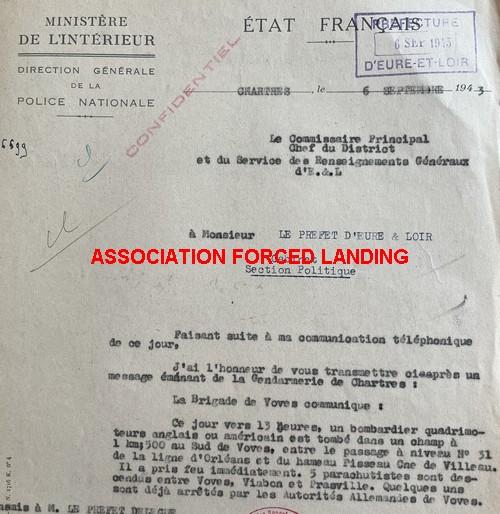 MINISTÈRE
DE L'INTÉRIEUR
DIRECTION GÉNÉRALE
DE LA
POLICE NATIONALE
ÉTAT FRANÇAIS
PREFECTURE
6 SEP 1943
D'EURE-ET-LOIR
CONFIDENTIEL
CHARTRES , le 6 SEPTEMBRE 1943
Le Commissaire Principal
Chef du District
et du Service des Renseignements Généraux
d'E.&L
à Monsieur LE PREFET D'EURE & LOIR
ASSOCIATION FORCED LANDING
Section Politique
Faisant suite à ma communication téléphonique
de ce jour,
J'ai l'honneur de vous transmettre ci-après un
message émanant de la Gendarmerie de Chartres :
La Brigade de Voves communique :
Ce jour vers 13 heures, un bombardier quadrimo-
teurs anglais ou américain est tombé dans un champ à
1 km;500 au Sud de Voves, entre le passage à niveau N° 31
de la ligne d'Orléans et du hameau Pisseau Cne de Villeau.
Il a pris feu immédiatement. 5 parachutistes sont des-
cendus entre Voves, Viabon et Prasville. Quelques uns
sont déjà arrêtés par les Autorités Allemandes de Voves.
à M. LE PREFET DELEGUE